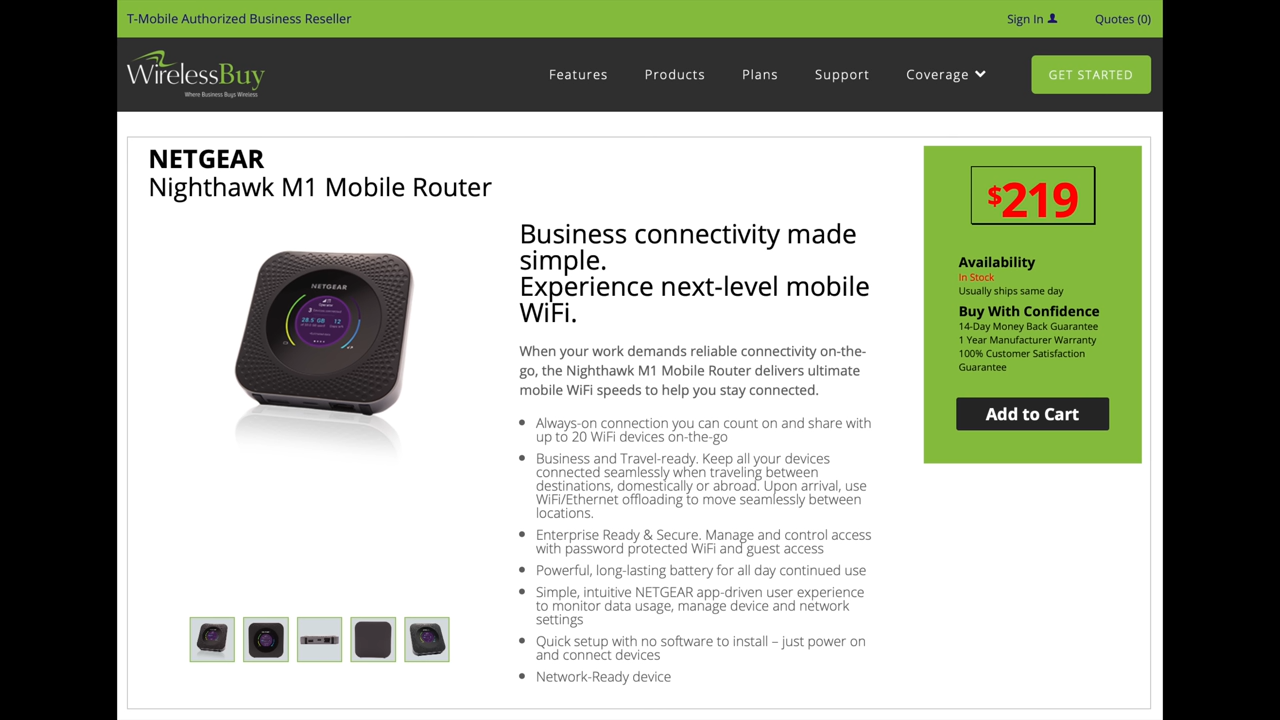 T-Mobile Authorized Business Reseller
Sign In
Quotes (0)
WirelessBuy
Where Business Buys Wireless
Features
Products
Plans
Support
Coverage
GET STARTED
NETGEAR
Nighthawk M1 Mobile Router
NETGEAR
28.5 GB
12
Business connectivity made
simple.
Experience next-level mobile
WiFi.
When your work demands reliable connectivity on-the-
go, the Nighthawk M1 Mobile Router delivers ultimate
mobile WiFi speeds to help you stay connected.
Always-on connection you can count on and share with
up to 20 WiFi devices on-the-go
Business and Travel-ready. Keep all your devices
connected seamlessly when traveling between
destinations, domestically or abroad. Upon arrival, use
WiFi/Ethernet offloading to move seamlessly between
locations.
Enterprise Ready & Secure. Manage and control access
with password protected WiFi and guest access
Powerful, long-lasting battery for all day continued use
Simple, intuitive NETGEAR app-driven user experience
to monitor data usage, manage device and network
settings
Quick setup with no software to install – just power on
and connect devices
Network-Ready device
$219
Availability
In Stock
Usually ships same day
Buy With Confidence
14-Day Money Back Guarantee
1 Year Manufacturer Warranty
100% Customer Satisfaction
Guarantee
Add to Cart